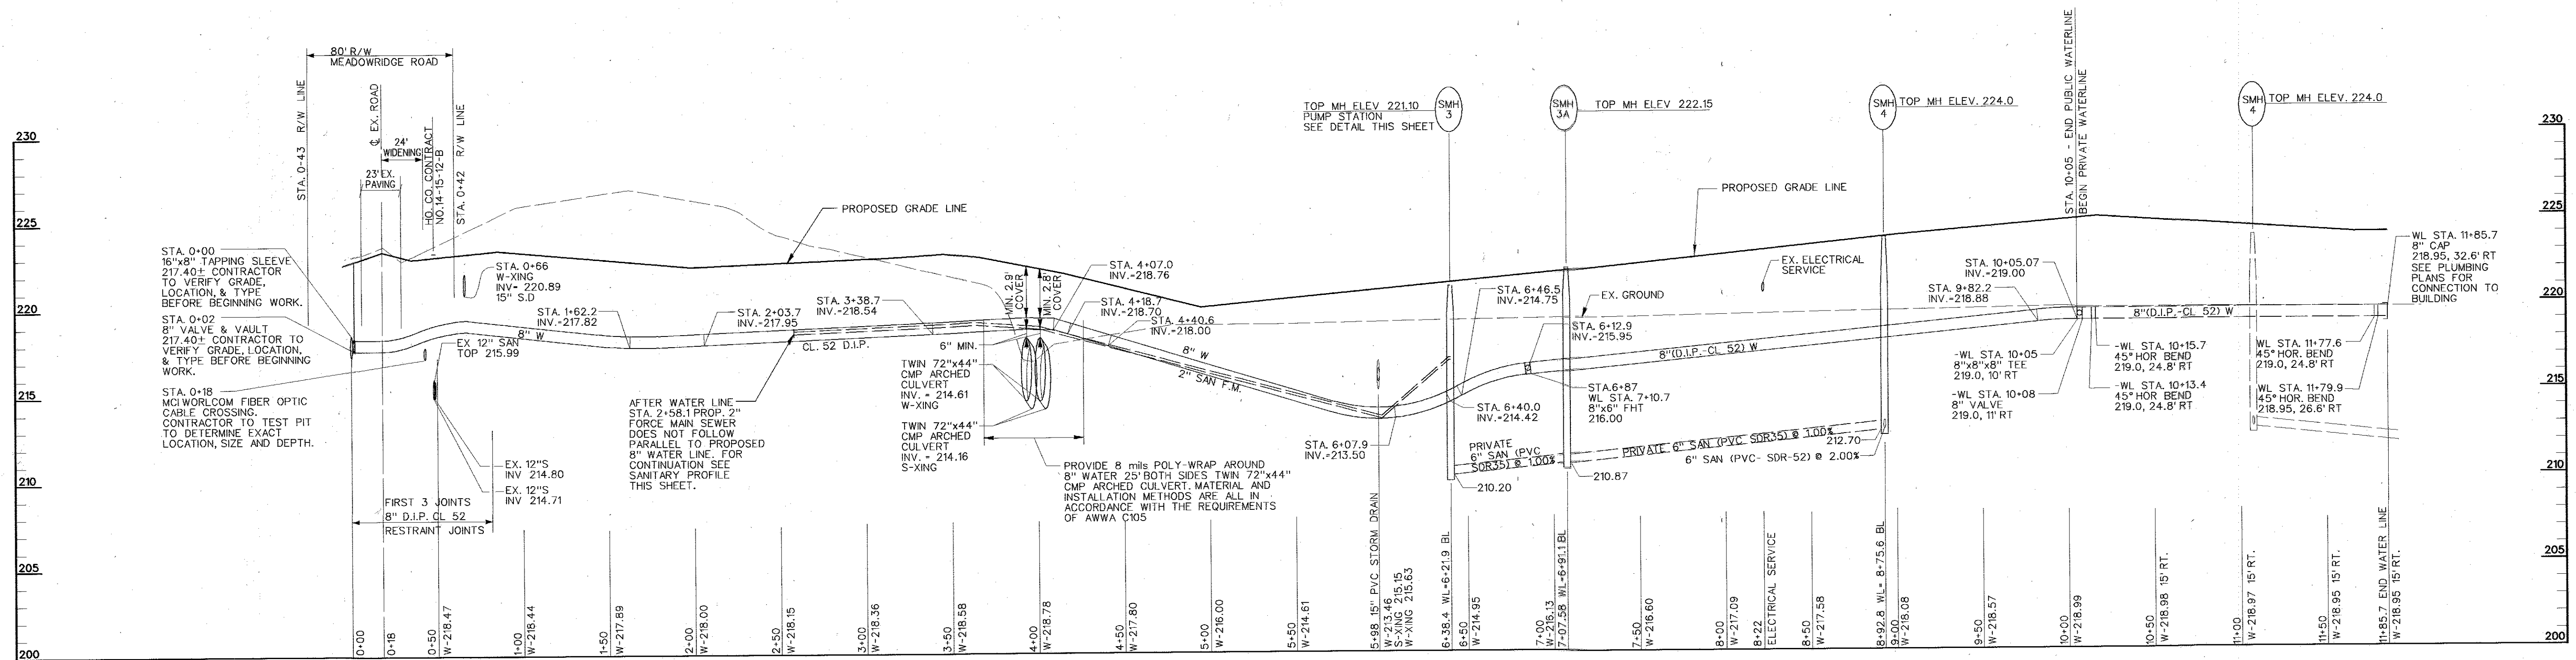 80' R/W
MEADOWRIDGE ROAD
STA. 0-43 R/W LINE
℄ EX. ROAD
24'
WIDENING
23' EX.
PAVING
HO. CO. CONTRACT
NO.14-15-12-B
STA. 0+42 R/W LINE
230
225
220
215
210
205
200
STA. 0+00
16"x8" TAPPING SLEEVE
217.40± CONTRACTOR
TO VERIFY GRADE,
LOCATION, & TYPE
BEFORE BEGINNING WORK.
STA. 0+02
8" VALVE & VAULT
217.40± CONTRACTOR TO
VERIFY GRADE, LOCATION,
& TYPE BEFORE BEGINNING
WORK.
STA. 0+18
MCI WORLCOM FIBER OPTIC
CABLE CROSSING.
CONTRACTOR TO TEST PIT
TO DETERMINE EXACT
LOCATION, SIZE AND DEPTH.
STA. 0+66
W-XING
INV= 220.89
15" S.D
EX 12" SAN
TOP 215.99
EX. 12"S
INV 214.80
EX. 12"S
INV 214.71
FIRST 3 JOINTS
8" D.I.P. CL 52
RESTRAINT JOINTS
8" W
STA. 1+62.2
INV.=217.82
STA. 2+03.7
INV.=217.95
PROPOSED GRADE LINE
STA. 3+38.7
INV.=218.54
CL. 52 D.I.P.
AFTER WATER LINE
STA. 2+58.1 PROP. 2"
FORCE MAIN SEWER
DOES NOT FOLLOW
PARALLEL TO PROPOSED
8" WATER LINE. FOR
CONTINUATION SEE
SANITARY PROFILE
THIS SHEET.
MIN. 2.9'
COVER
MIN. 2.8'
COVER
6" MIN.
TWIN 72"x44"
CMP ARCHED
CULVERT
INV. = 214.61
W-XING
TWIN 72"x44"
CMP ARCHED
CULVERT
INV. = 214.16
S-XING
STA. 4+07.0
INV.=218.76
STA. 4+18.7
INV.=218.70
STA. 4+40.6
INV.=218.00
8" W
2" SAN F.M.
PROVIDE 8 mils POLY-WRAP AROUND
8" WATER 25' BOTH SIDES TWIN 72"x44"
CMP ARCHED CULVERT. MATERIAL AND
INSTALLATION METHODS ARE ALL IN
ACCORDANCE WITH THE REQUIREMENTS
OF AWWA C105
TOP MH ELEV 221.10
PUMP STATION
SEE DETAIL THIS SHEET
SMH
3
SMH
3A
TOP MH ELEV 222.15
SMH
4
TOP MH ELEV. 224.0
STA. 6+07.9
INV.=213.50
STA. 6+46.5
INV.=214.75
STA. 6+40.0
INV.=214.42
EX. GROUND
STA. 6+12.9
INV.=215.95
STA.6+87
WL STA. 7+10.7
8"x6" FHT
216.00
PRIVATE
6" SAN (PVC
SDR35) @ 1.00%
210.20
210.87
PRIVATE 6" SAN (PVC SDR35) @ 1.00%
212.70
6" SAN (PVC- SDR-52) @ 2.00%
8"(D.I.P.-CL 52) W
PROPOSED GRADE LINE
EX. ELECTRICAL
SERVICE
STA. 10+05 - END PUBLIC WATERLINE
BEGIN PRIVATE WATERLINE
STA. 10+05.07
INV.=219.00
STA. 9+82.2
INV.=218.88
-WL STA. 10+05
8"x8"x8" TEE
219.0, 10' RT
-WL STA. 10+08
8" VALVE
219.0, 11' RT
SMH
4
TOP MH ELEV. 224.0
8"(D.I.P.-CL 52) W
-WL STA. 10+15.7
45° HOR BEND
219.0, 24.8' RT
-WL STA. 10+13.4
45° HOR BEND
219.0, 24.8' RT
WL STA. 11+77.6
45° HOR. BEND
219.0, 24.8' RT
WL STA. 11+79.9
45° HOR. BEND
218.95, 26.6' RT
WL STA. 11+85.7
8" CAP
218.95, 32.6' RT
SEE PLUMBING
PLANS FOR
CONNECTION TO
BUILDING
230
225
220
215
210
205
200
0+00
0+18
0+50
W-218.47
1+00
W-218.44
1+50
W-217.89
2+00
W-218.00
2+50
W-218.15
3+00
W-218.36
3+50
W-218.58
4+00
W-218.78
4+50
W-217.80
5+00
W-216.00
5+50
W-214.61
5+98 15" PVC STORM DRAIN
W-213.46
S-XING 215.15
W-XING 215.63
6+38.4 WL=6+21.9 BL
6+50
W-214.95
7+00
W-216.13
7+07.58 WL=6+91.1 BL
7+50
W-216.60
8+00
W-217.09
8+22
ELECTRICAL SERVICE
8+50
W-217.58
8+92.8 WL= 8+75.6 BL
9+00
W-218.08
9+50
W-218.57
10+00
W-218.99
10+50
W-218.98 15' RT.
11+00
W-218.97 15' RT.
11+50
W-218.95 15' RT.
11+85.7 END WATER LINE
W-218.95 15' RT.